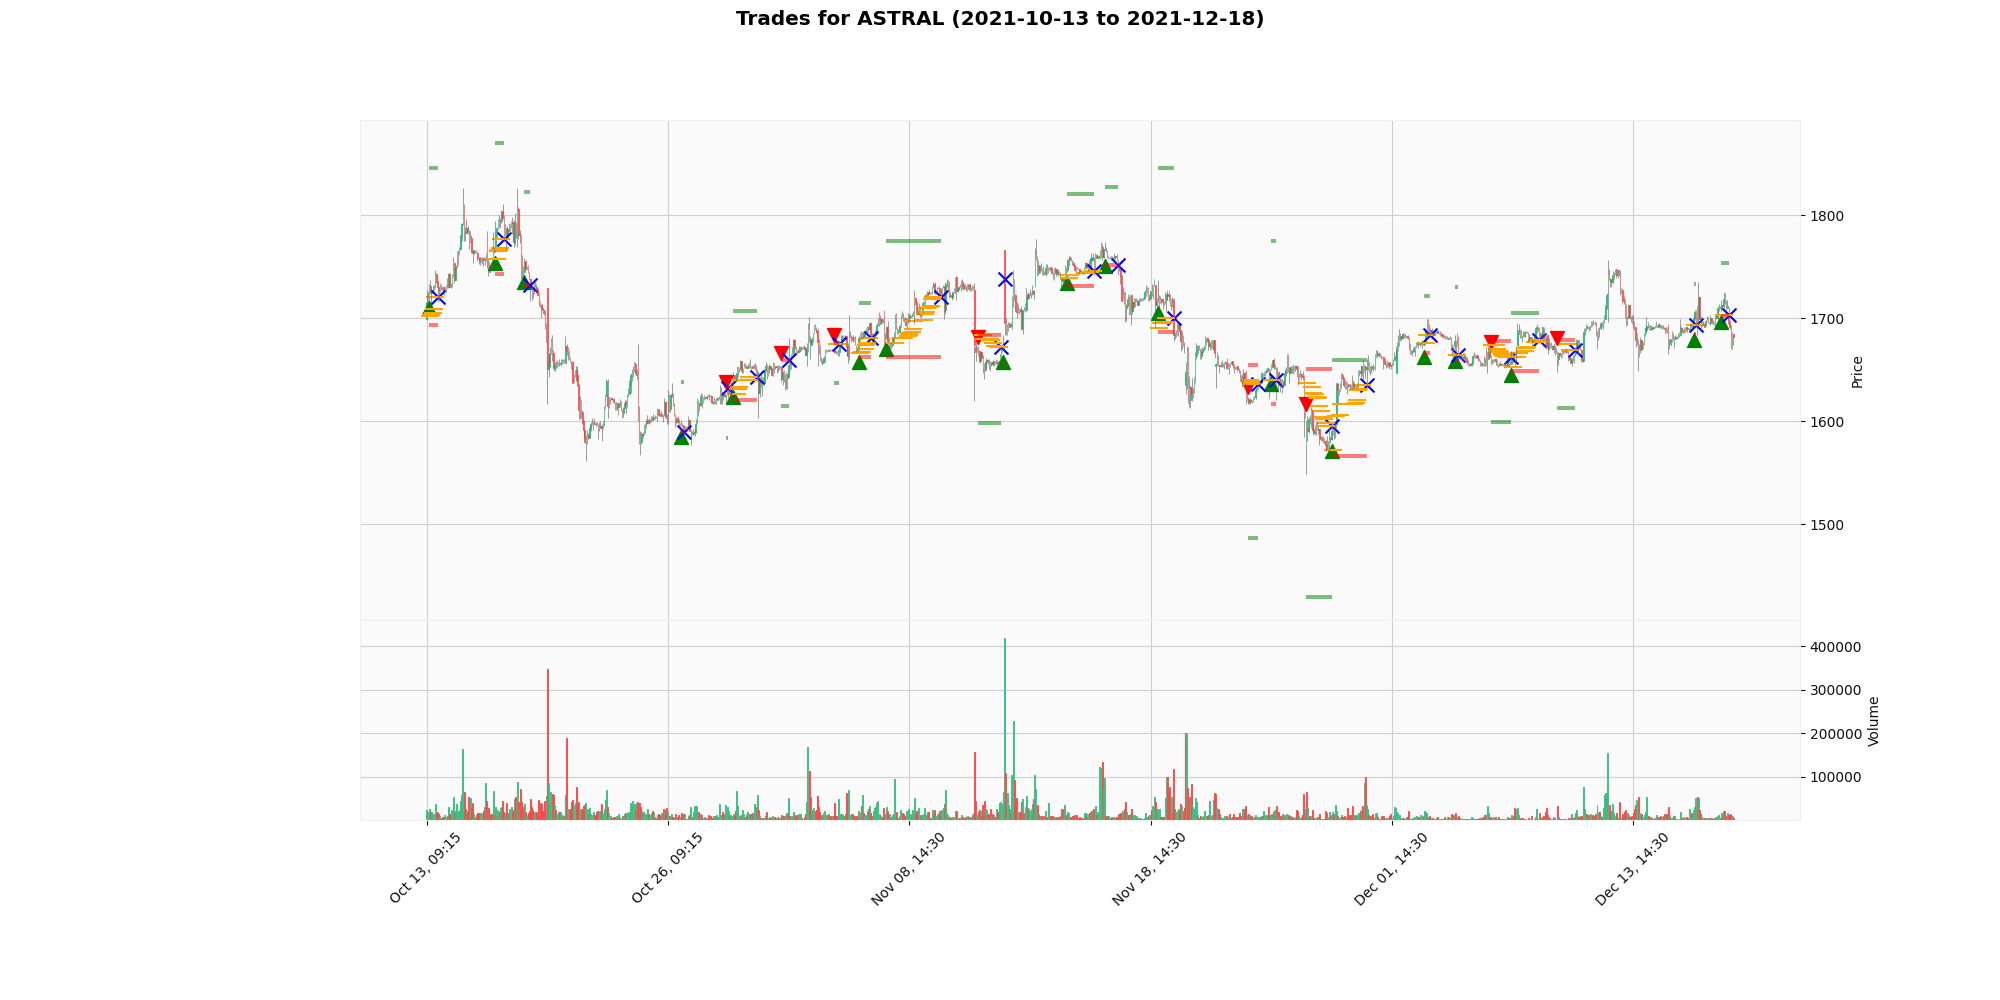 Trades for ASTRAL (2021-10-13 to 2021-12-18)
1800
1700
1600
1500
Price
400000
300000
200000
100000
Volume
Oct 13, 09:15
Oct 26, 09:15
Nov 08, 14:30
Nov 18, 14:30
Dec 01, 14:30
Dec 13, 14:30